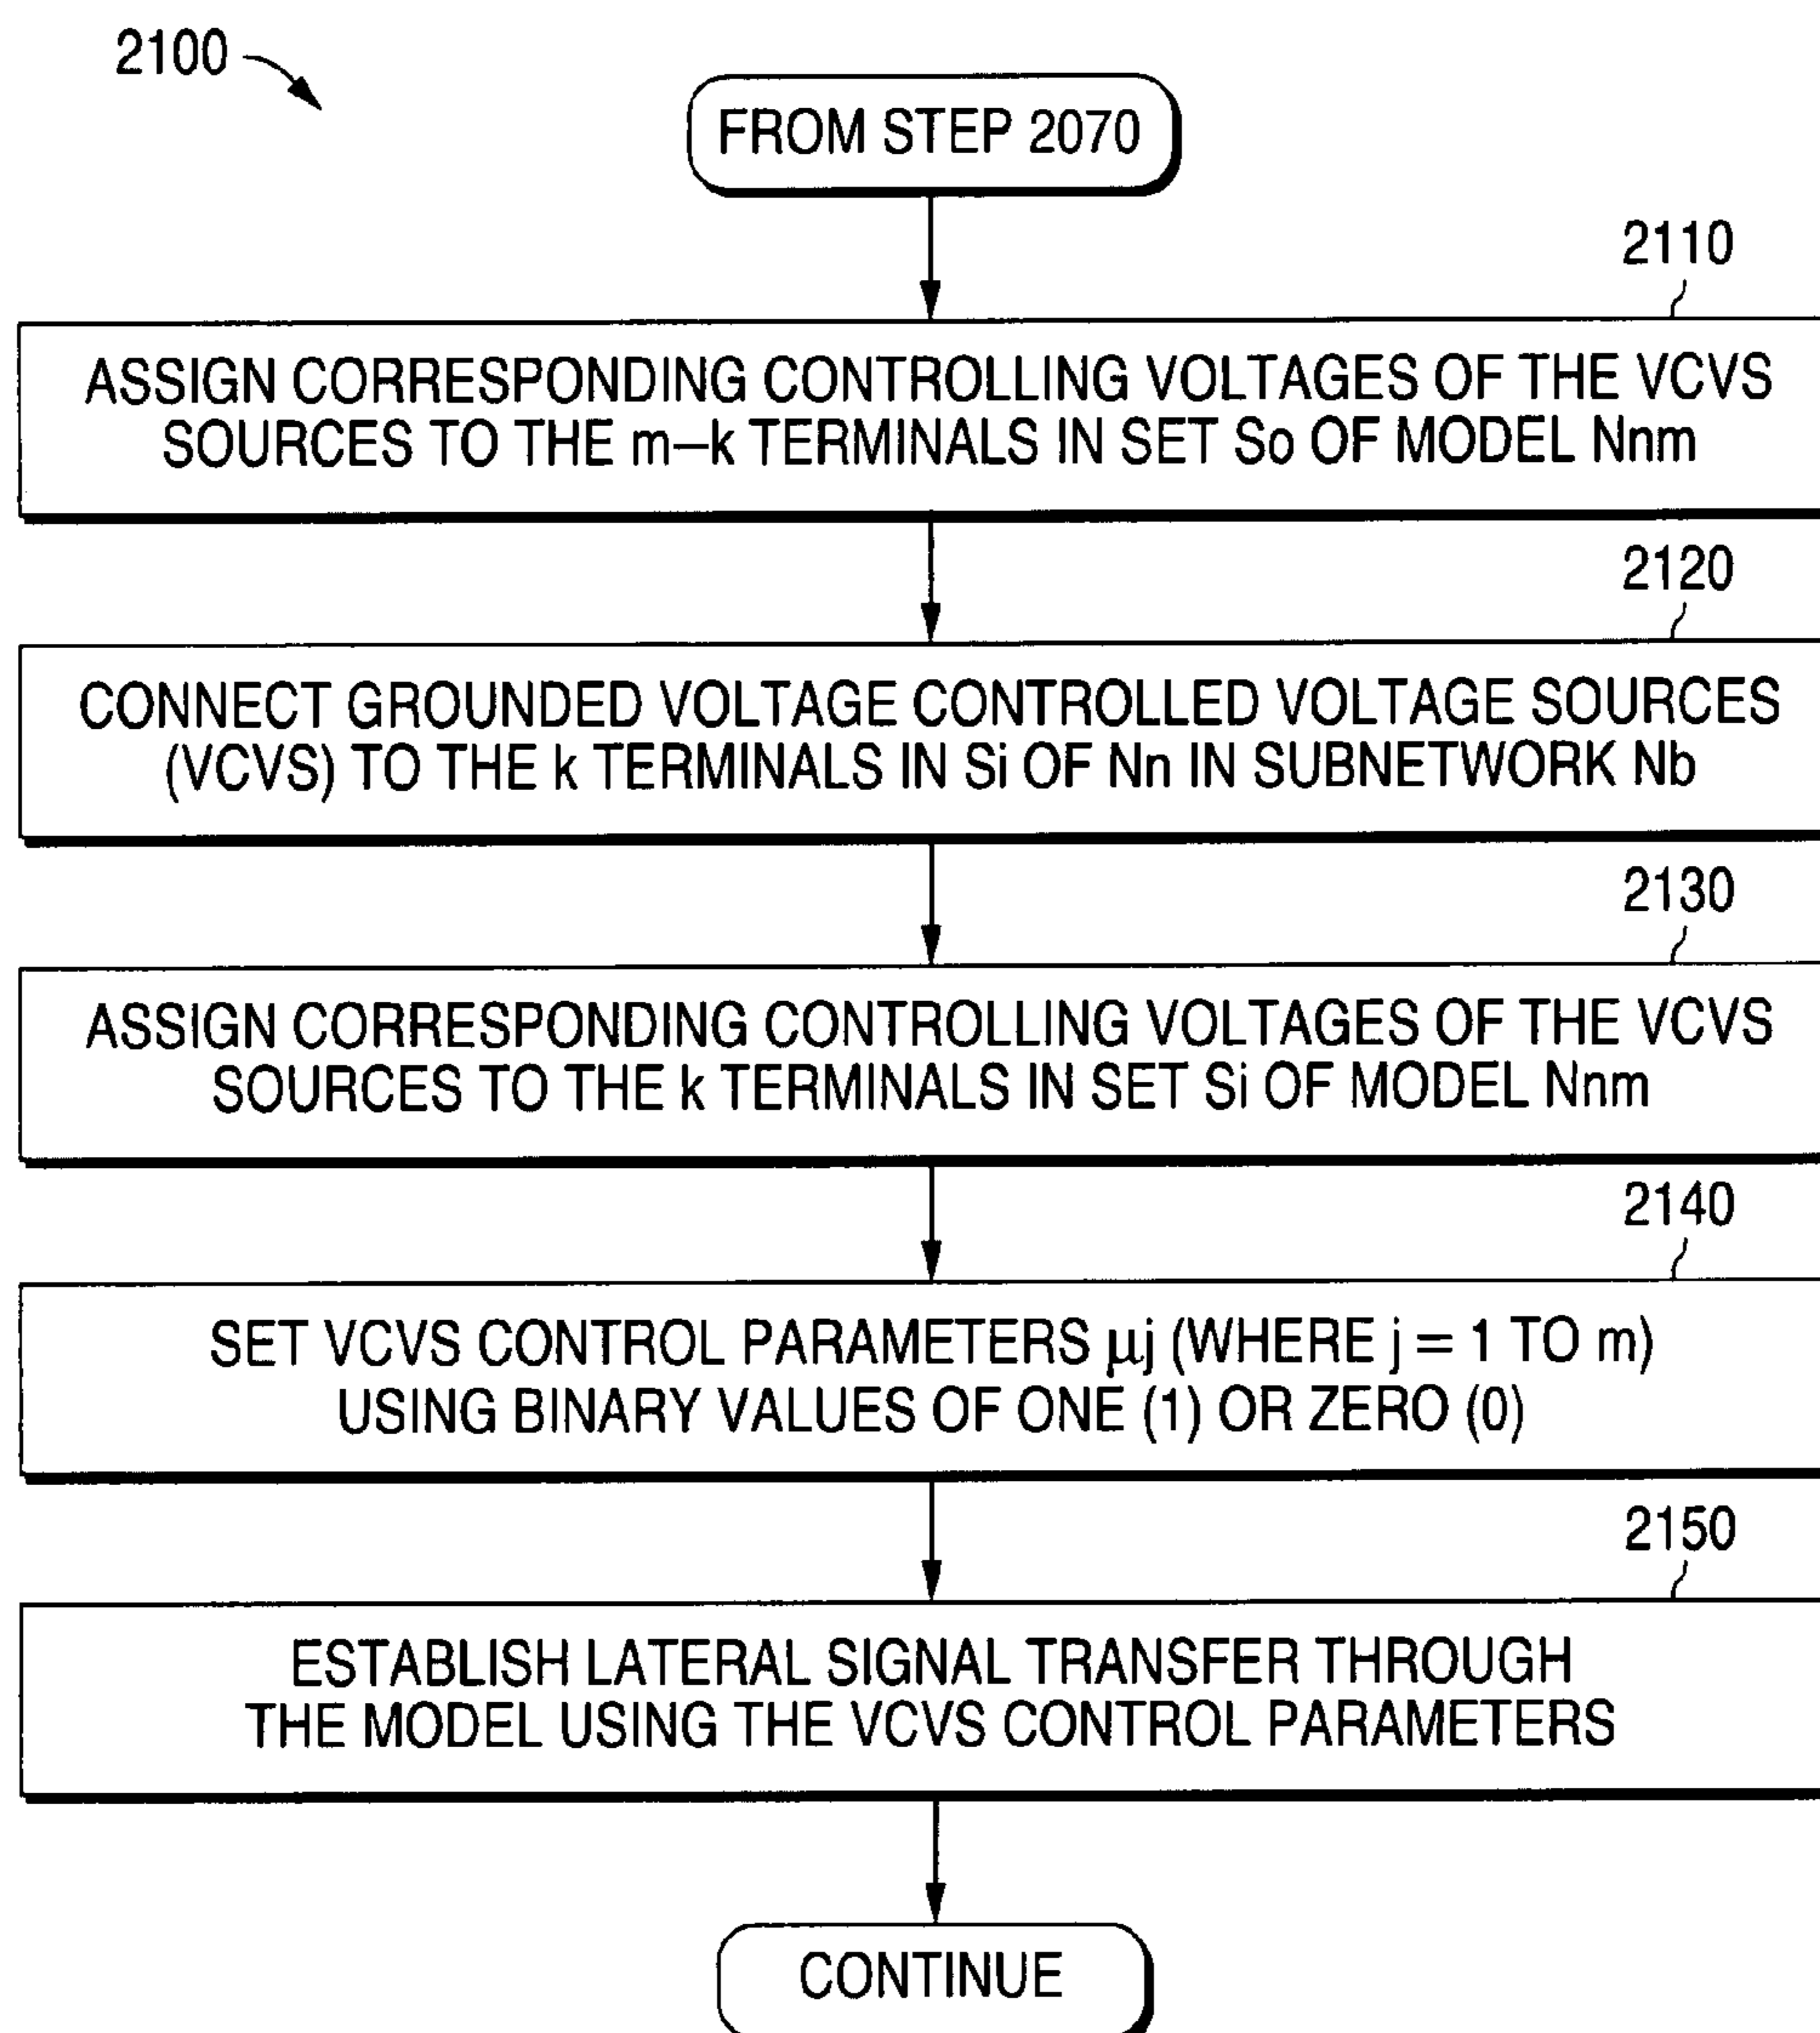 2100
FROM STEP 2070
2110
ASSIGN CORRESPONDING CONTROLLING VOLTAGES OF THE VCVS
SOURCES TO THE m–k TERMINALS IN SET So OF MODEL Nnm
2120
CONNECT GROUNDED VOLTAGE CONTROLLED VOLTAGE SOURCES
(VCVS) TO THE k TERMINALS IN Si OF Nn IN SUBNETWORK Nb
2130
ASSIGN CORRESPONDING CONTROLLING VOLTAGES OF THE VCVS
SOURCES TO THE k TERMINALS IN SET Si OF MODEL Nnm
2140
SET VCVS CONTROL PARAMETERS µj (WHERE j = 1 TO m)
USING BINARY VALUES OF ONE (1) OR ZERO (0)
2150
ESTABLISH LATERAL SIGNAL TRANSFER THROUGH
THE MODEL USING THE VCVS CONTROL PARAMETERS
CONTINUE